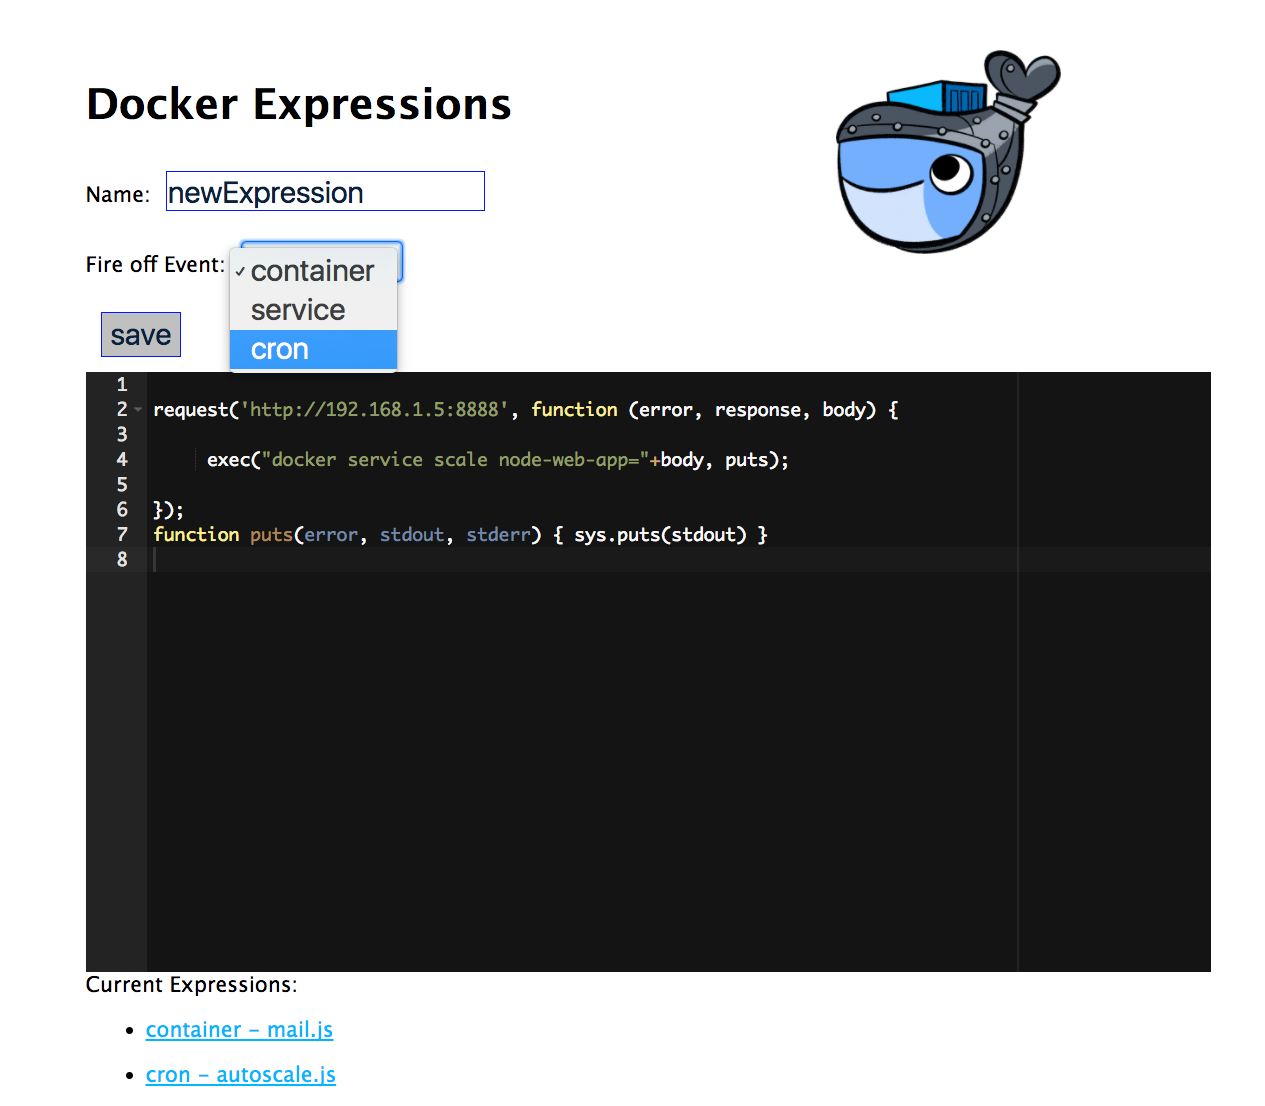 Docker Expressions
Name: newExpression
Fire off Event:
✓ container
service
cron
save
1
2 request('http://192.168.1.5:8888', function (error, response, body) {
3
4 exec("docker service scale node-web-app="+body, puts);
5
6 });
7 function puts(error, stdout, stderr) { sys.puts(stdout) }
8
Current Expressions:
• container - mail.js
• cron - autoscale.js